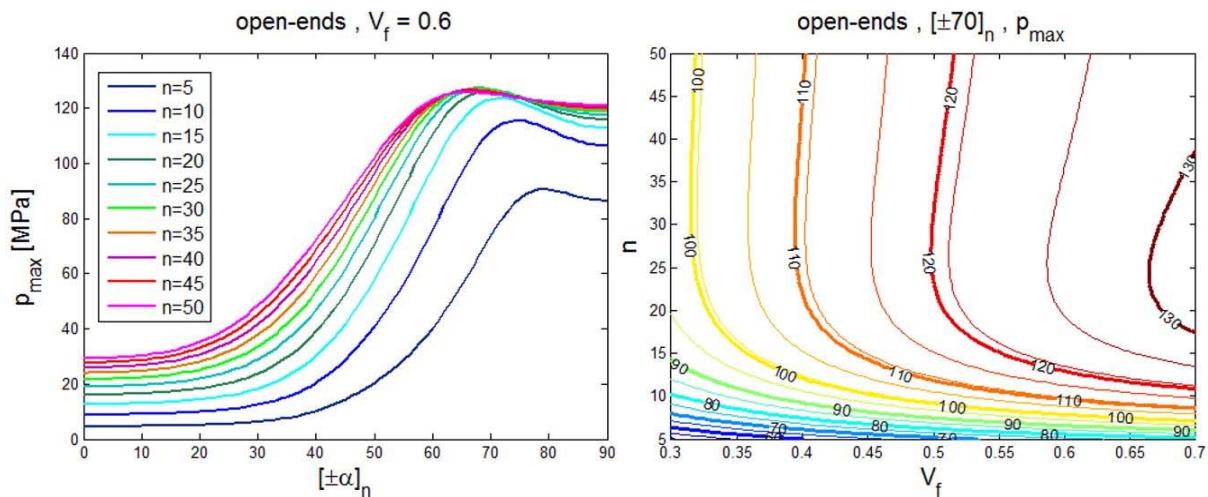 open-ends , V_f = 0.6
140
120
100
80
60
40
20
0
p_max [MPa]
n=5
n=10
n=15
n=20
n=25
n=30
n=35
n=40
n=45
n=50
0 10 20 30 40 50 60 70 80 90
[±α]_n
open-ends , [±70]_n , p_max
50
45
40
35
30
25
20
15
10
5
n
100
110
120
130
100
110
120
130
90
100
110
120
80
90
100
110
70
80
90
100
70
80
90
0.3 0.35 0.4 0.45 0.5 0.55 0.6 0.65 0.7
V_f